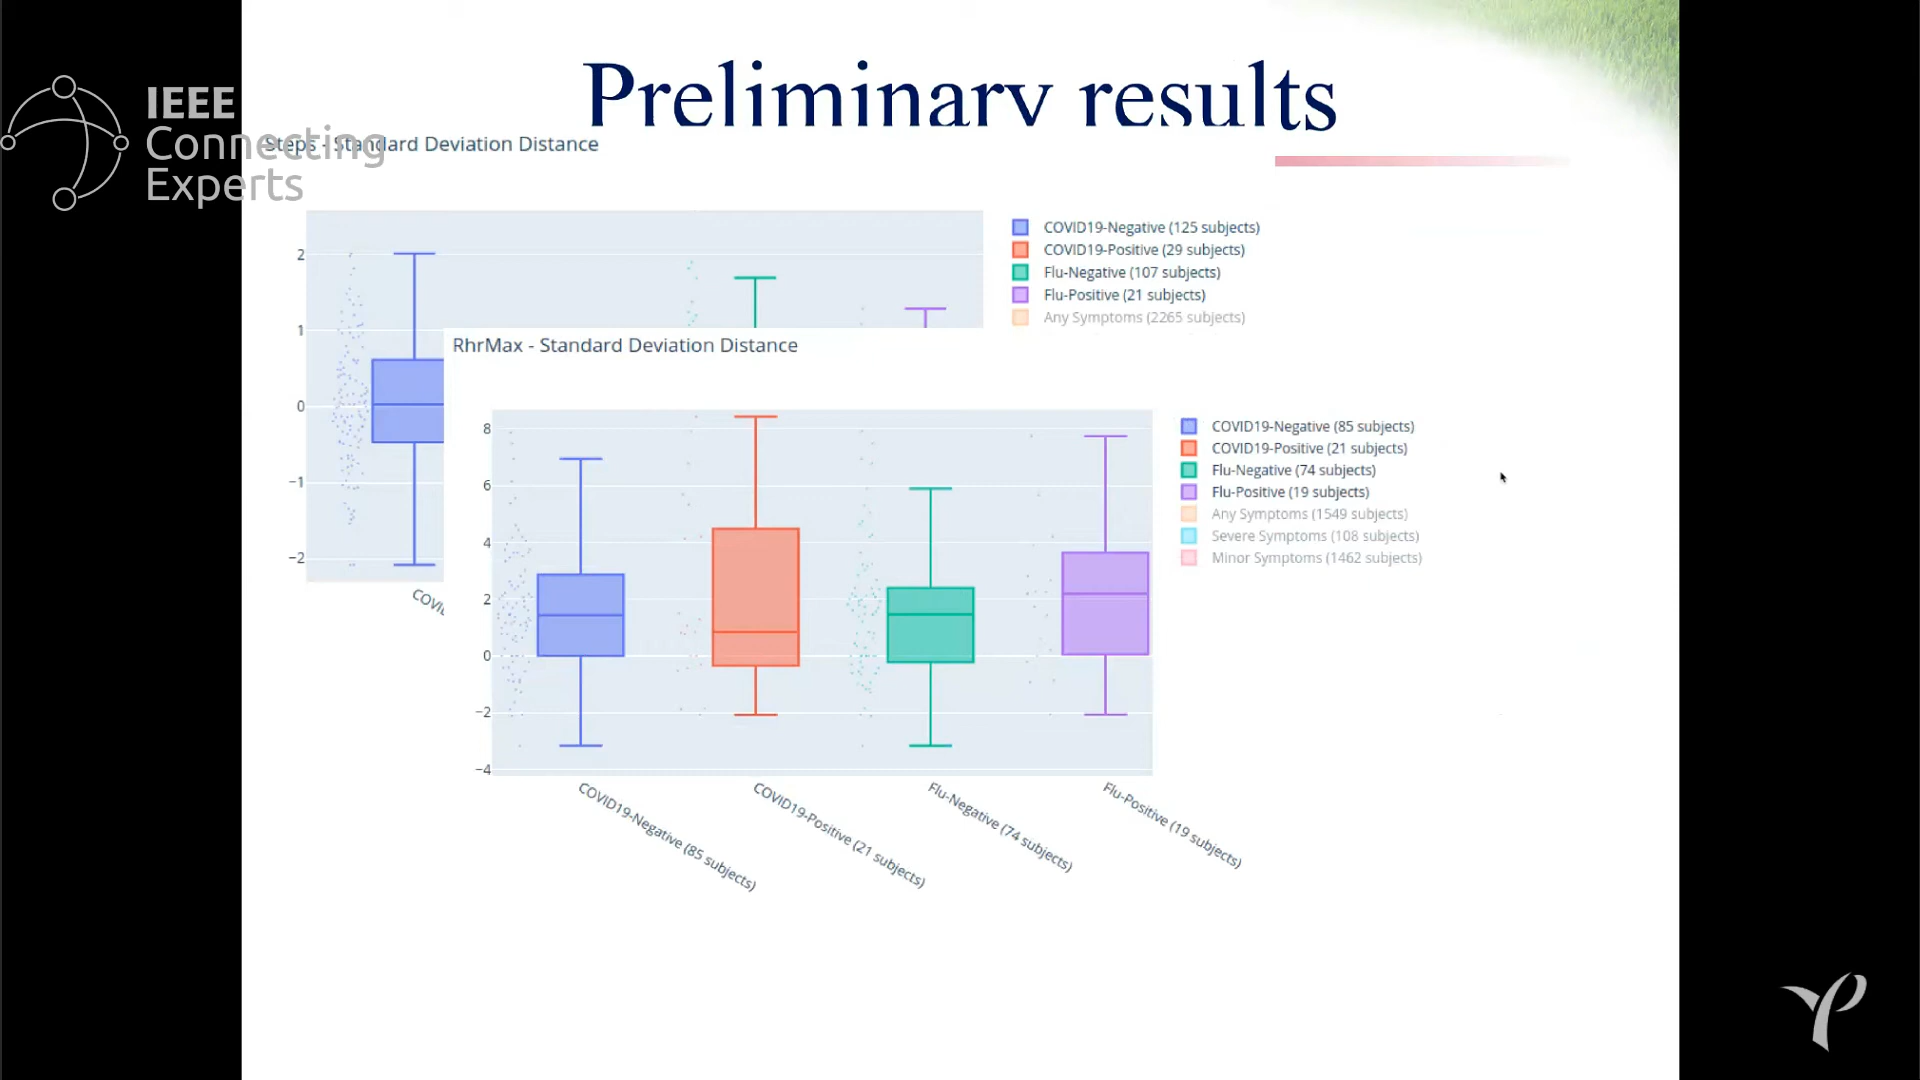 Preliminary results
IEEE
Connecting
Experts
Steps - Standard Deviation Distance
2
1
0
−1
−2
COVID19-Negative (125 subjects)
COVID19-Positive (29 subjects)
Flu-Negative (107 subjects)
Flu-Positive (21 subjects)
Any Symptoms (2265 subjects)
RhrMax - Standard Deviation Distance
8
6
4
2
0
−2
−4
COVID19-Negative (85 subjects)
COVID19-Positive (21 subjects)
Flu-Negative (74 subjects)
Flu-Positive (19 subjects)
Any Symptoms (1549 subjects)
Severe Symptoms (108 subjects)
Minor Symptoms (1462 subjects)
COVID19-Negative (85 subjects)
COVID19-Positive (21 subjects)
Flu-Negative (74 subjects)
Flu-Positive (19 subjects)